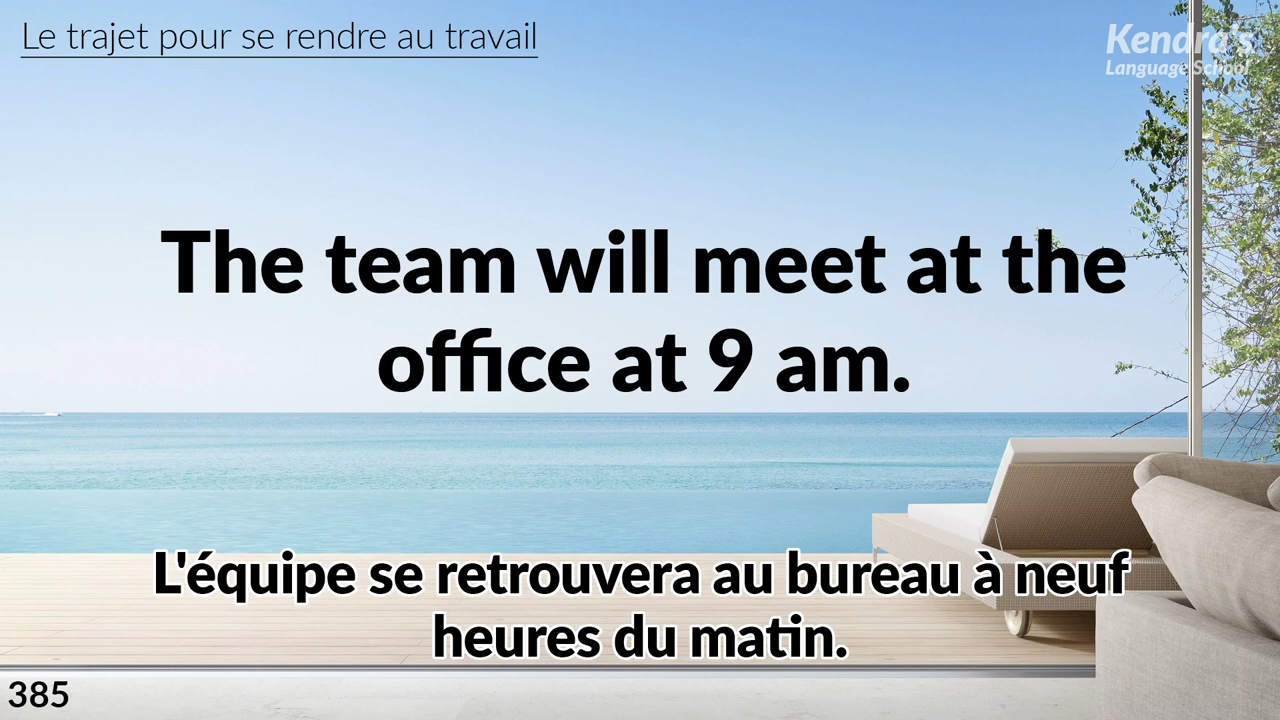 Le trajet pour se rendre au travail
Kendra's
Language School
The team will meet at the
office at 9 am.
L'équipe se retrouvera au bureau à neuf
heures du matin.
385